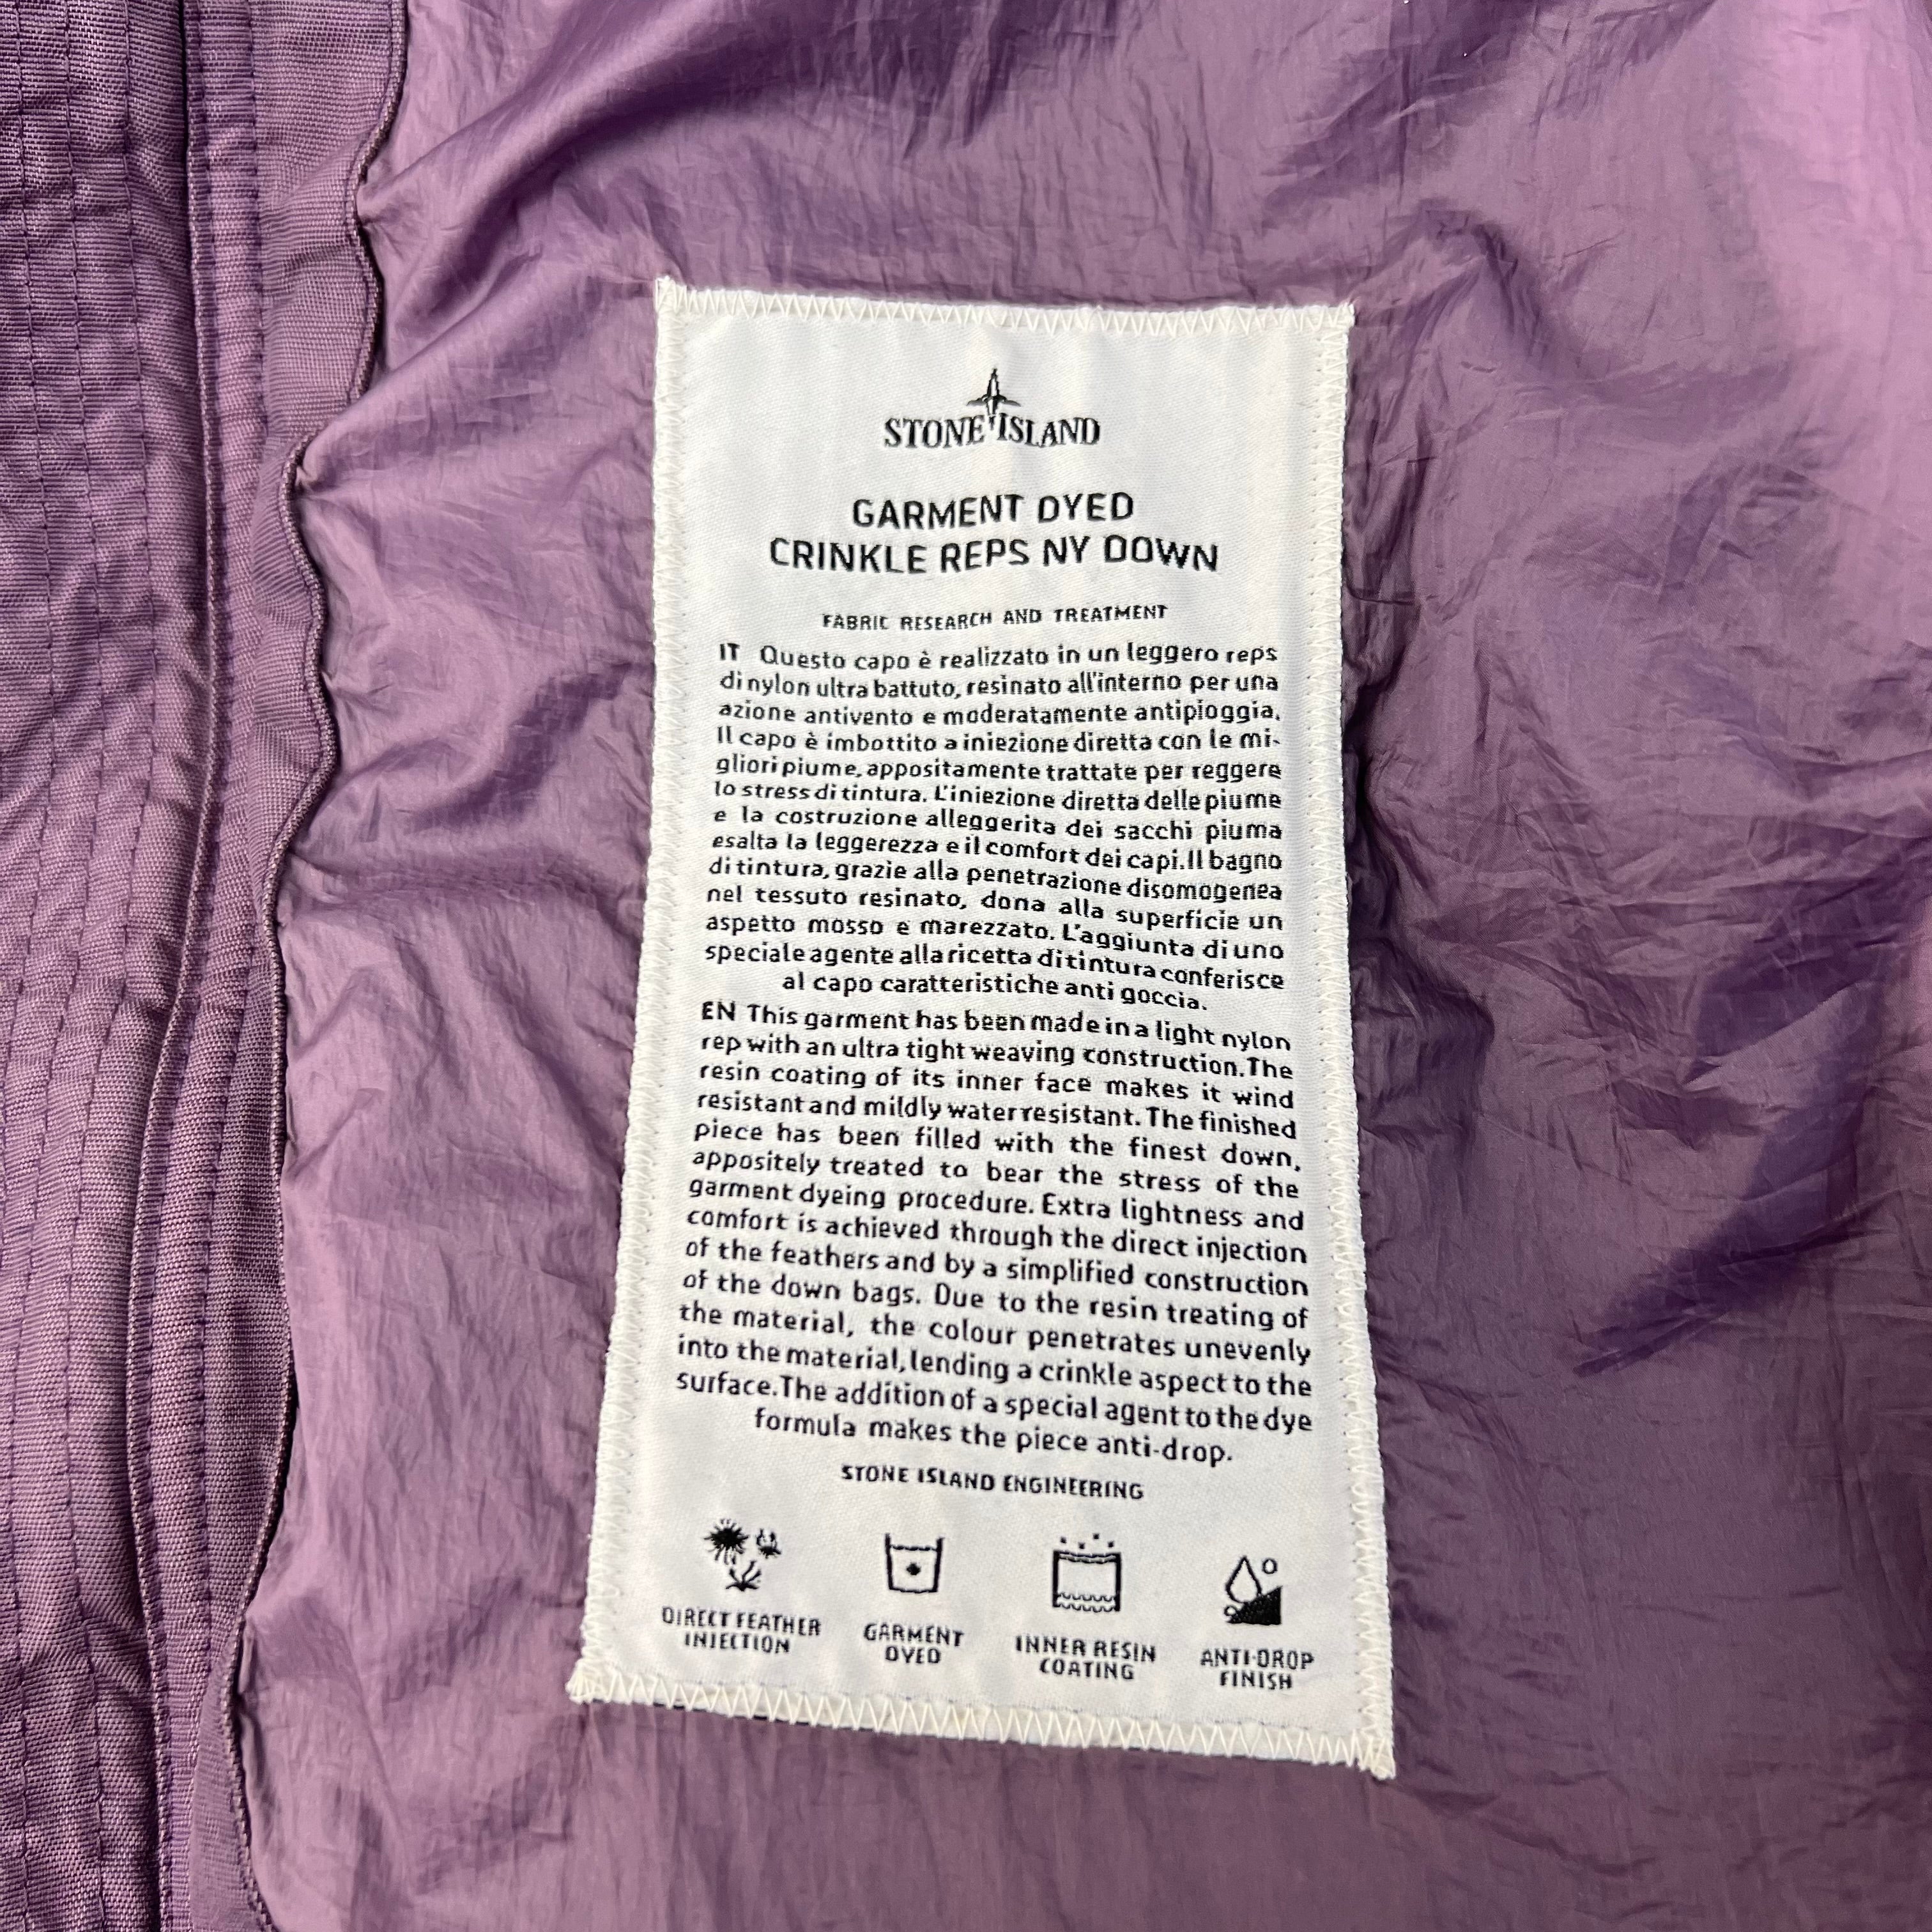 STONE ISLAND
GARMENT DYED
CRINKLE REPS NY DOWN
FABRIC RESEARCH AND TREATMENT
IT Questo capo è realizzato in un leggero reps
di nylon ultra battuto, resinato all'interno per una
azione antivento e moderatamente antipioggia.
Il capo è imbottito a iniezione diretta con le mi-
gliori piume, appositamente trattate per reggere
lo stress di tintura. L'iniezione diretta delle piume
e la costruzione alleggerita dei sacchi piuma
esalta la leggerezza e il comfort dei capi. Il bagno
di tintura, grazie alla penetrazione disomogenea
nel tessuto resinato, dona alla superficie un
aspetto mosso e marezzato. L'aggiunta di uno
speciale agente alla ricetta di tintura conferisce
al capo caratteristiche anti goccia.
EN This garment has been made in a light nylon
rep with an ultra tight weaving construction. The
resin coating of its inner face makes it wind
resistant and mildly water resistant. The finished
piece has been filled with the finest down,
appositely treated to bear the stress of the
garment dyeing procedure. Extra lightness and
comfort is achieved through the direct injection
of the feathers and by a simplified construction
of the down bags. Due to the resin treating of
the material, the colour penetrates unevenly
into the material, lending a crinkle aspect to the
surface. The addition of a special agent to the dye
formula makes the piece anti-drop.
STONE ISLAND ENGINEERING
DIRECT FEATHER
INJECTION
GARMENT
DYED
INNER RESIN
COATING
ANTI-DROP
FINISH